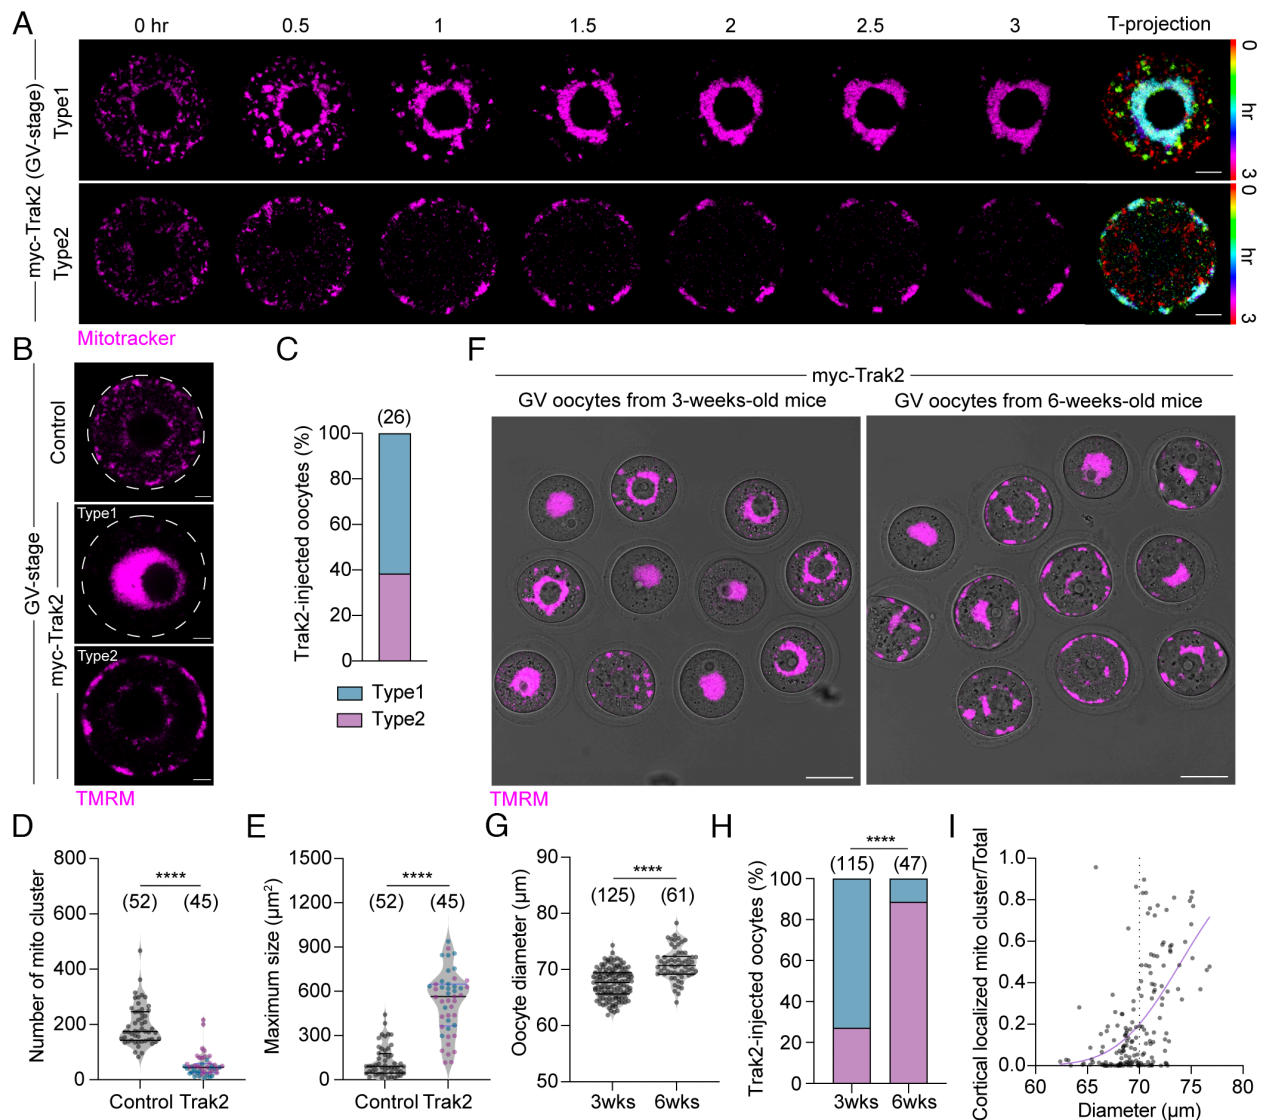 A
0 hr 0.5 1 1.5 2 2.5 3 T-projection
myc-Trak2 (GV-stage)
Type1
Type2
0 hr 3
0 hr 3
Mitotracker
B
GV-stage
Control
myc-Trak2
Type1
Type2
TMRM
C
(26)
Trak2-injected oocytes (%)
100
80
60
40
20
0
Type1
Type2
F
myc-Trak2
GV oocytes from 3-weeks-old mice
GV oocytes from 6-weeks-old mice
TMRM
D
Number of mito cluster
800
600
400
200
0
****
(52) (45)
Control Trak2
E
Maximum size (µm²)
1500
1200
900
600
300
0
****
(52) (45)
Control Trak2
G
Oocyte diameter (µm)
90
80
70
60
50
****
(125) (61)
3wks 6wks
H
Trak2-injected oocytes (%)
100
80
60
40
20
0
****
(115) (47)
3wks 6wks
I
Cortical localized mito cluster/Total
1.0
0.8
0.6
0.4
0.2
0.0
60 65 70 75 80
Diameter (µm)